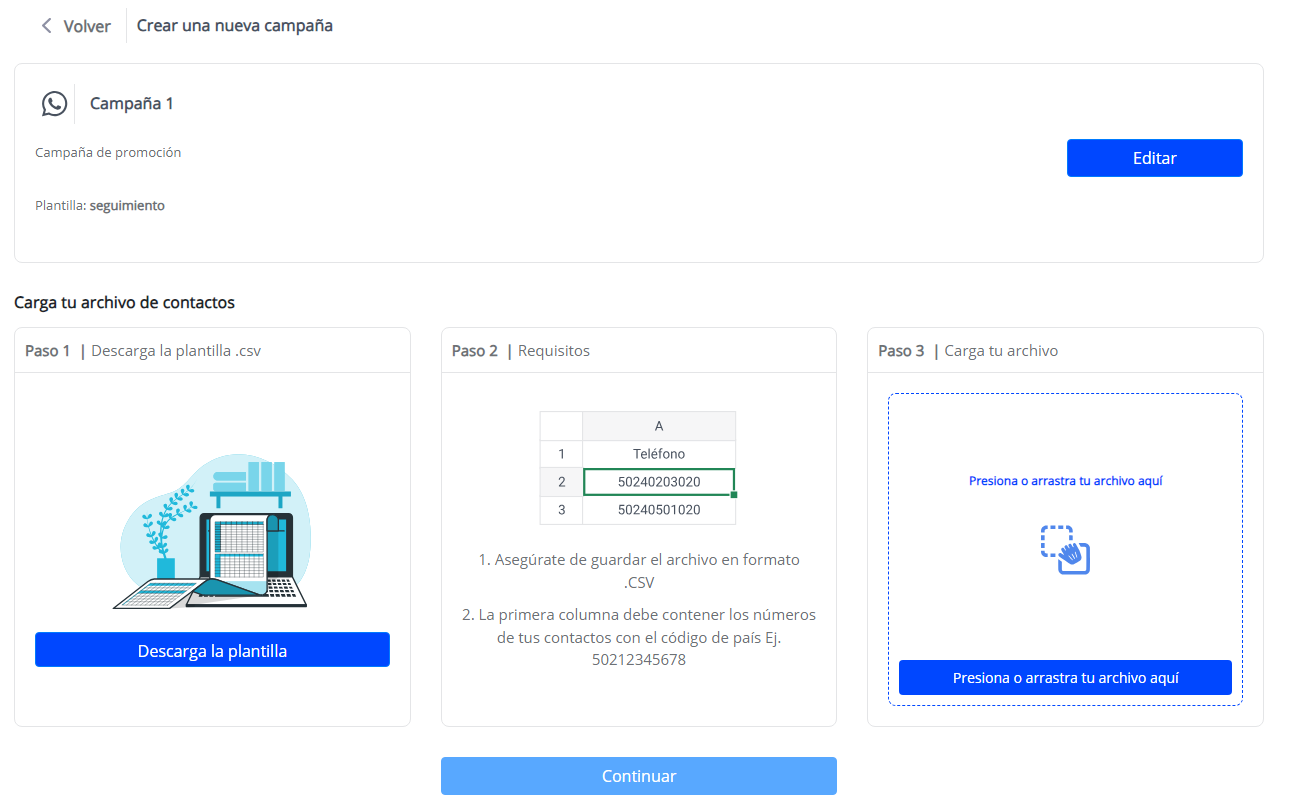 Volver
Crear una nueva campaña
Campaña 1
Campaña de promoción
Editar
Plantilla: seguimiento
Carga tu archivo de contactos
Paso 1 | Descarga la plantilla .csv
Descarga la plantilla
Paso 2 | Requisitos
A
1 Teléfono
2 50240203020
3 50240501020
1. Asegúrate de guardar el archivo en formato
.CSV
2. La primera columna debe contener los números
de tus contactos con el código de país Ej.
50212345678
Paso 3 | Carga tu archivo
Presiona o arrastra tu archivo aquí
Presiona o arrastra tu archivo aquí
Continuar